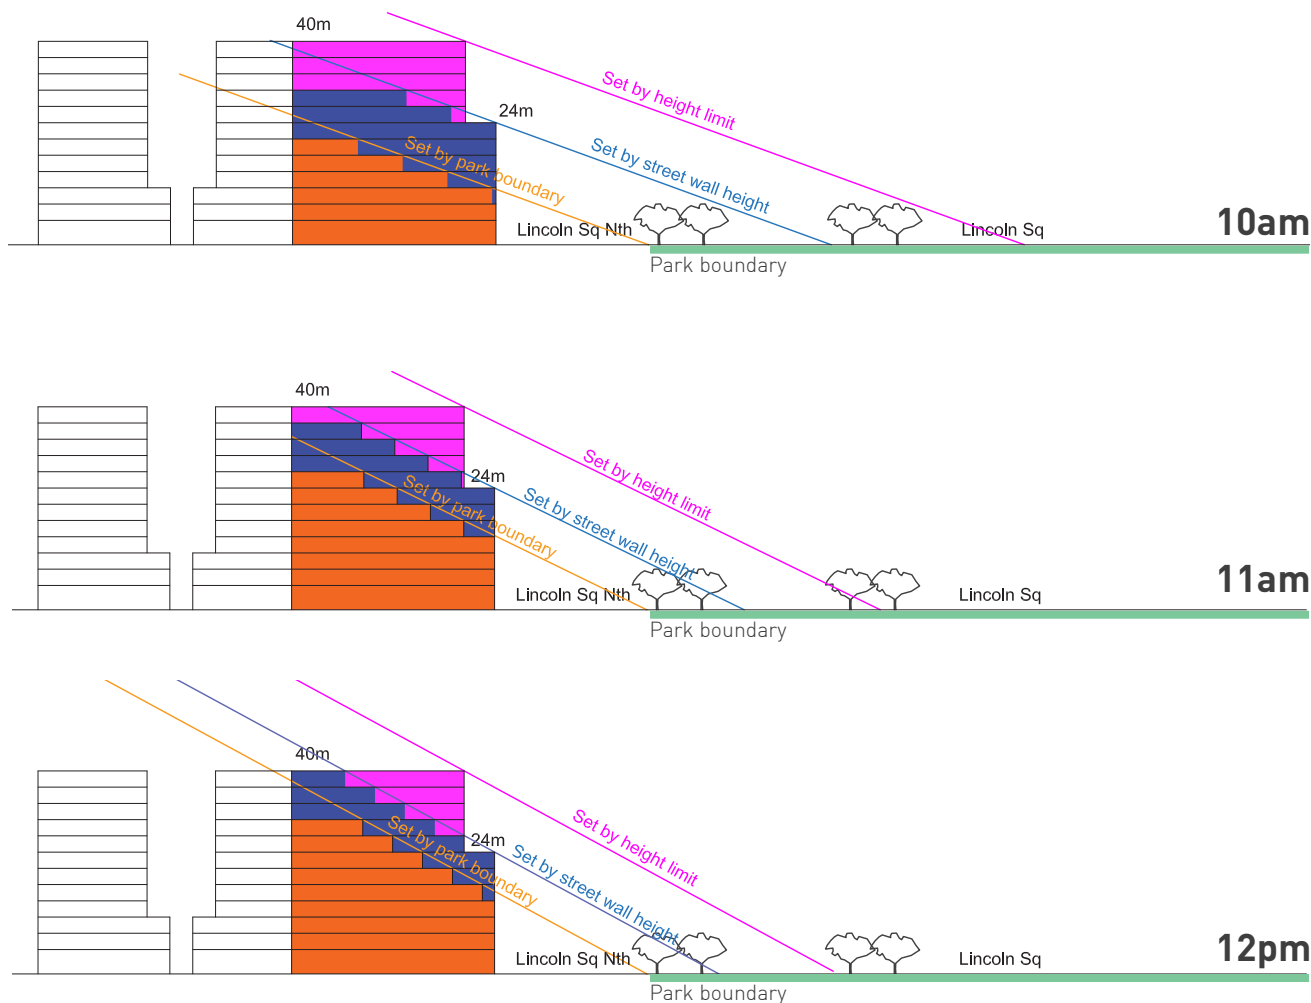 40m
Set by height limit
24m
Set by street wall height
Set by park boundary
Lincoln Sq Nth
Lincoln Sq
10am
Park boundary
40m
Set by height limit
24m
Set by street wall height
Set by park boundary
Lincoln Sq Nth
Lincoln Sq
11am
Park boundary
40m
Set by height limit
24m
Set by street wall height
Set by park boundary
Lincoln Sq Nth
Lincoln Sq
12pm
Park boundary